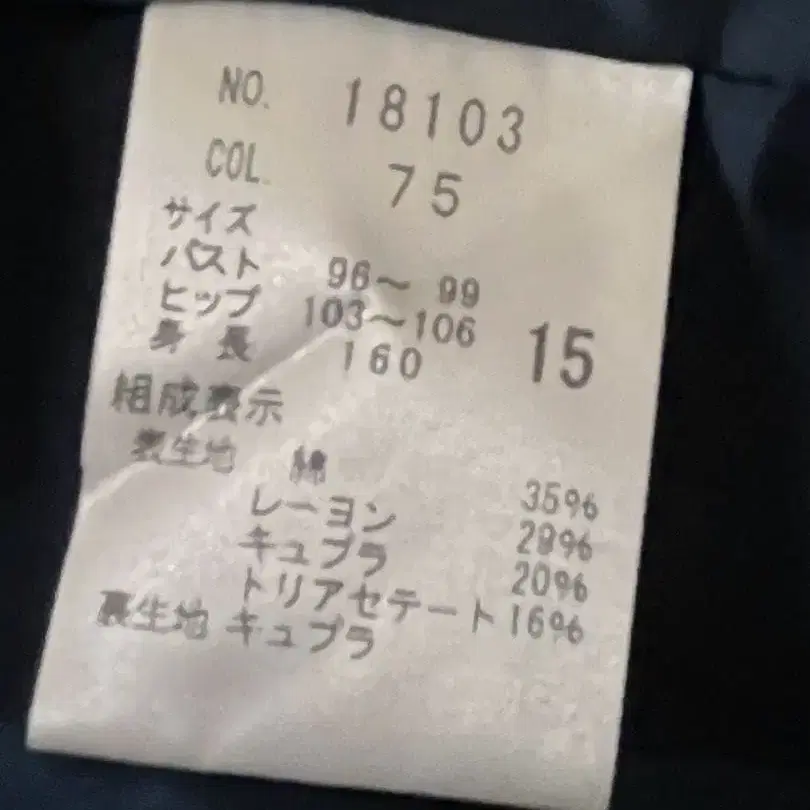 NO. 18103
COL. 75
サイズ
バスト 96～ 99
ヒップ 103～106 15
身長 160
組成表示
表生地 綿 35%
レーヨン 29%
キュプラ 20%
トリアセテート 16%
裏生地 キュプラ